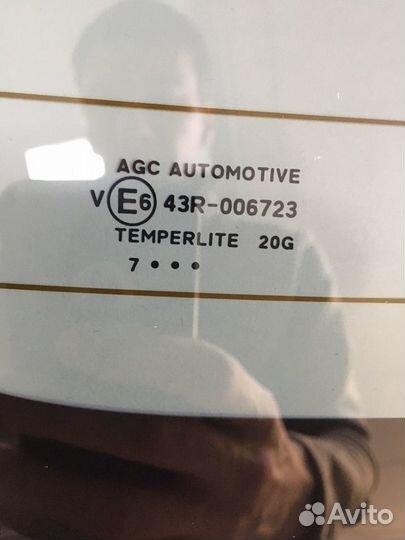 AGC AUTOMOTIVE
V E6 43R-006723
TEMPERLITE 20G
7 • • •
Avito